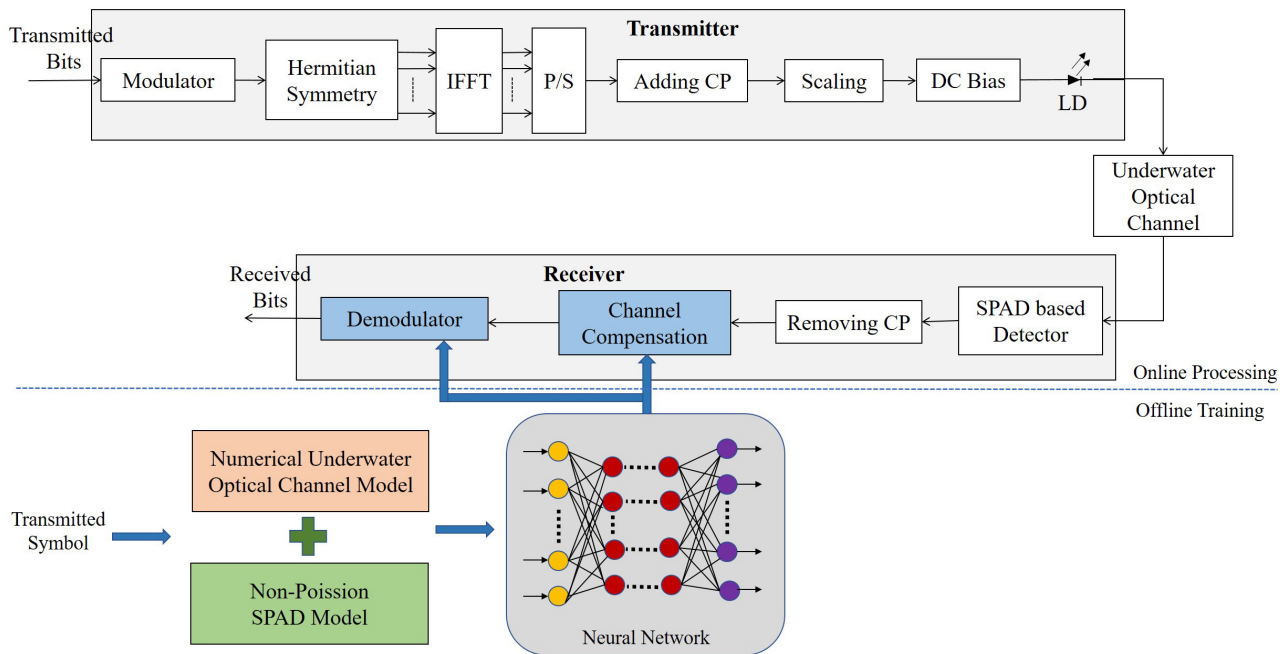 Transmitter
Transmitted
Bits
Modulator
Hermitian
Symmetry
IFFT
P/S
Adding CP
Scaling
DC Bias
LD
Underwater
Optical
Channel
Receiver
Received
Bits
Demodulator
Channel
Compensation
Removing CP
SPAD based
Detector
Online Processing
Offline Training
Numerical Underwater
Optical Channel Model
Transmitted
Symbol
Non-Poission
SPAD Model
Neural Network